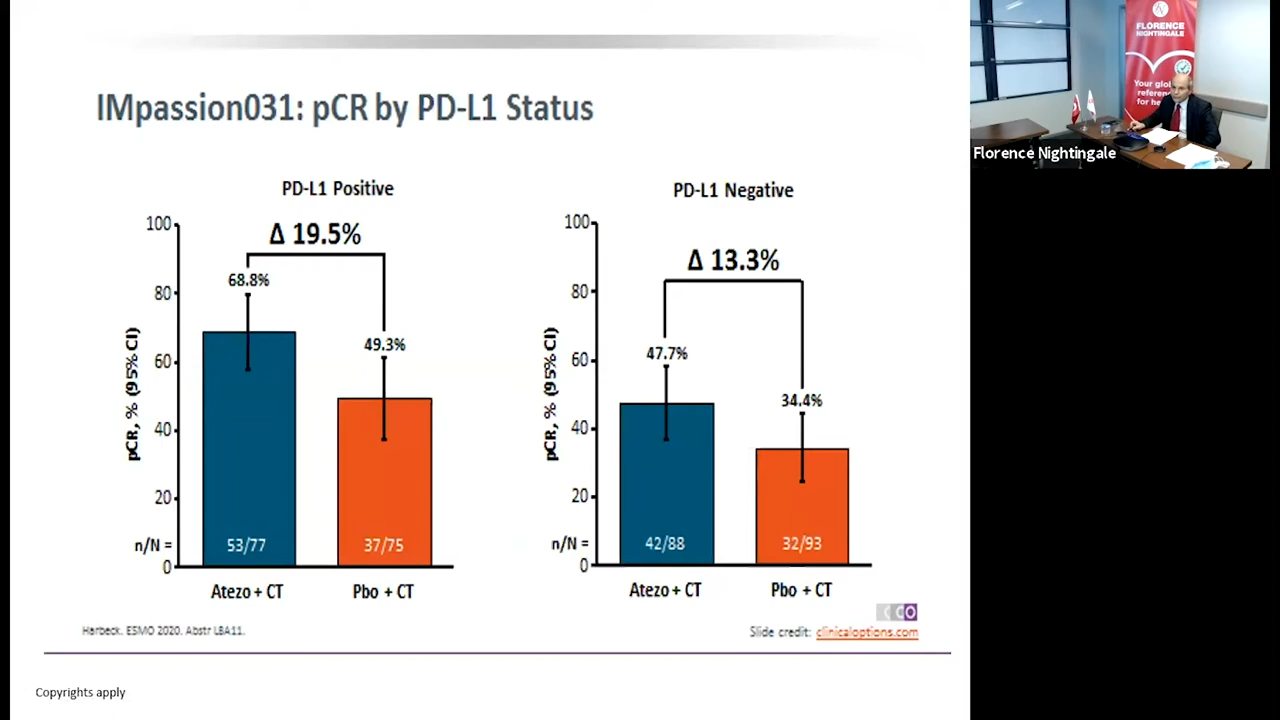 IMpassion031: pCR by PD-L1 Status
PD-L1 Positive
100
80
60
40
20
0
pCR, % (95% CI)
Δ 19.5%
68.8%
49.3%
n/N =
53/77
37/75
Atezo + CT
Pbo + CT
PD-L1 Negative
100
80
60
40
20
0
pCR, % (95% CI)
Δ 13.3%
47.7%
34.4%
n/N =
42/88
32/93
Atezo + CT
Pbo + CT
Harbeck. ESMO 2020. Abstr LBA11.
CCO
Slide credit: clinicaloptions.com
Copyrights apply
FLORENCE
NIGHTINGALE
Florence Nightingale